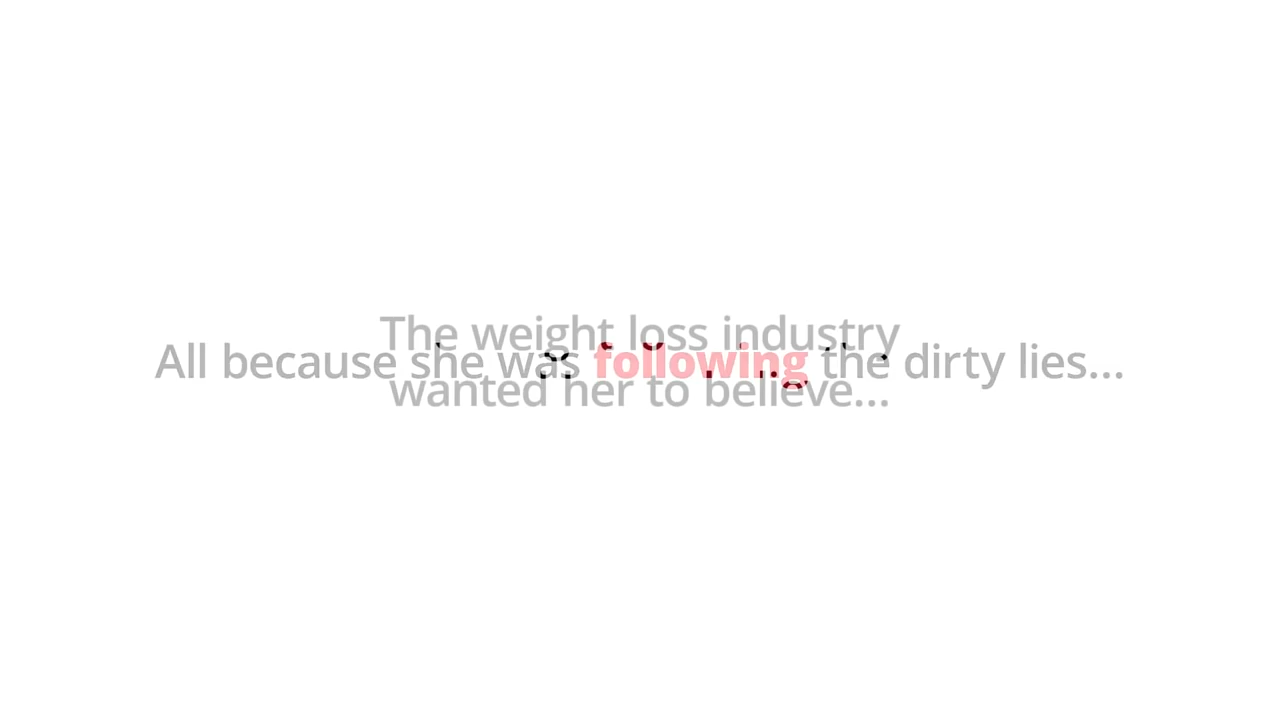 All because she was following the dirty lies...
The weight loss industry
wanted her to believe...